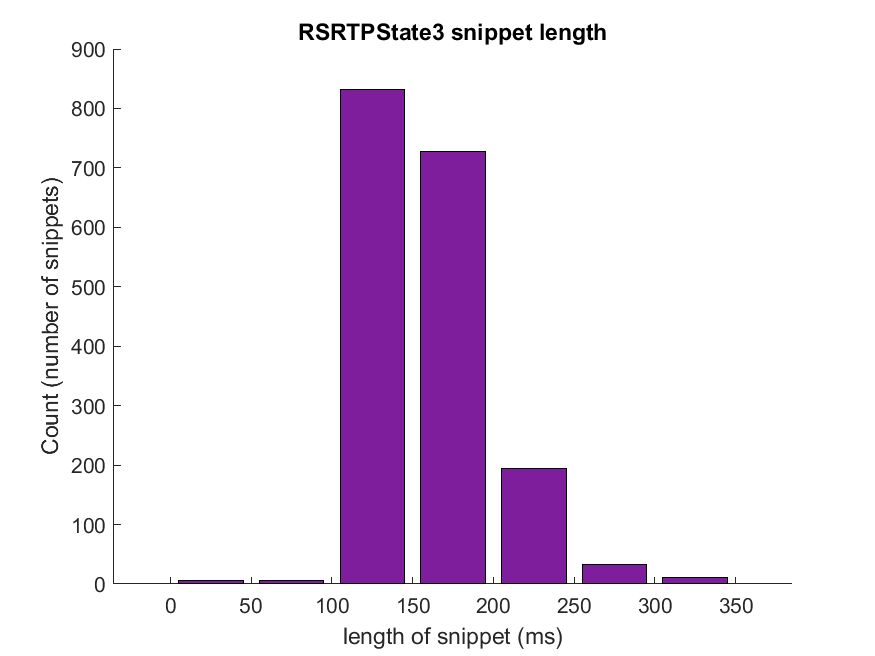 RSRTPState3 snippet length
900
800
700
600
500
400
300
200
100
0
Count (number of snippets)
0 50 100 150 200 250 300 350
length of snippet (ms)